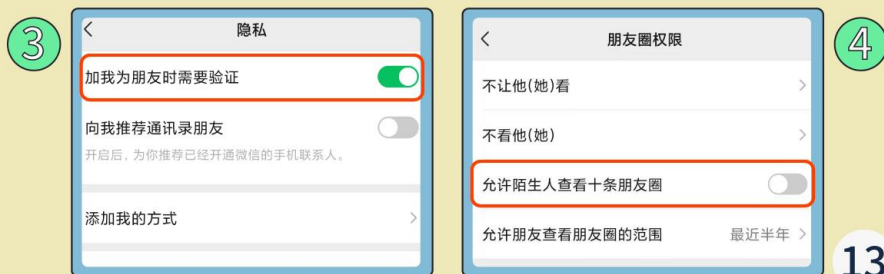 ③
隐私
加我为朋友时需要验证
向我推荐通讯录朋友
开启后，为你推荐已经开通微信的手机联系人。
添加我的方式
④
朋友圈权限
不让他(她)看
不看他(她)
允许陌生人查看十条朋友圈
允许朋友查看朋友圈的范围 最近半年
13